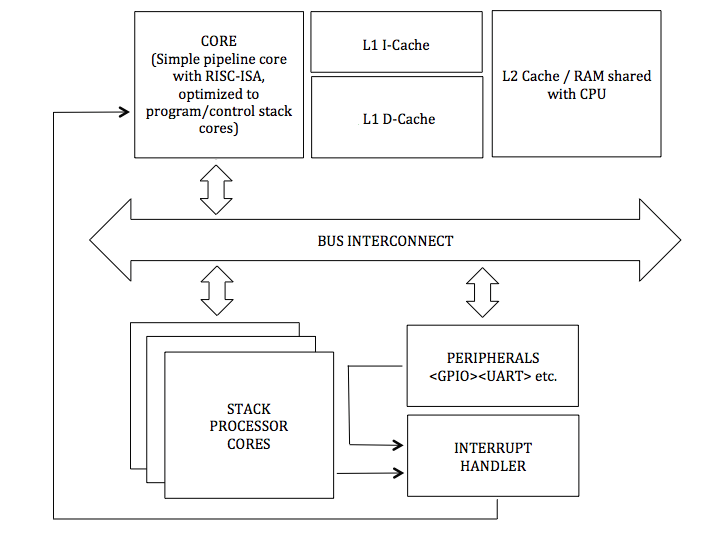 CORE
(Simple pipeline core
with RISC-ISA,
optimized to
program/control stack
cores)
L1 I-Cache
L1 D-Cache
L2 Cache / RAM shared
with CPU
BUS INTERCONNECT
STACK
PROCESSOR
CORES
PERIPHERALS
<GPIO><UART> etc.
INTERRUPT
HANDLER